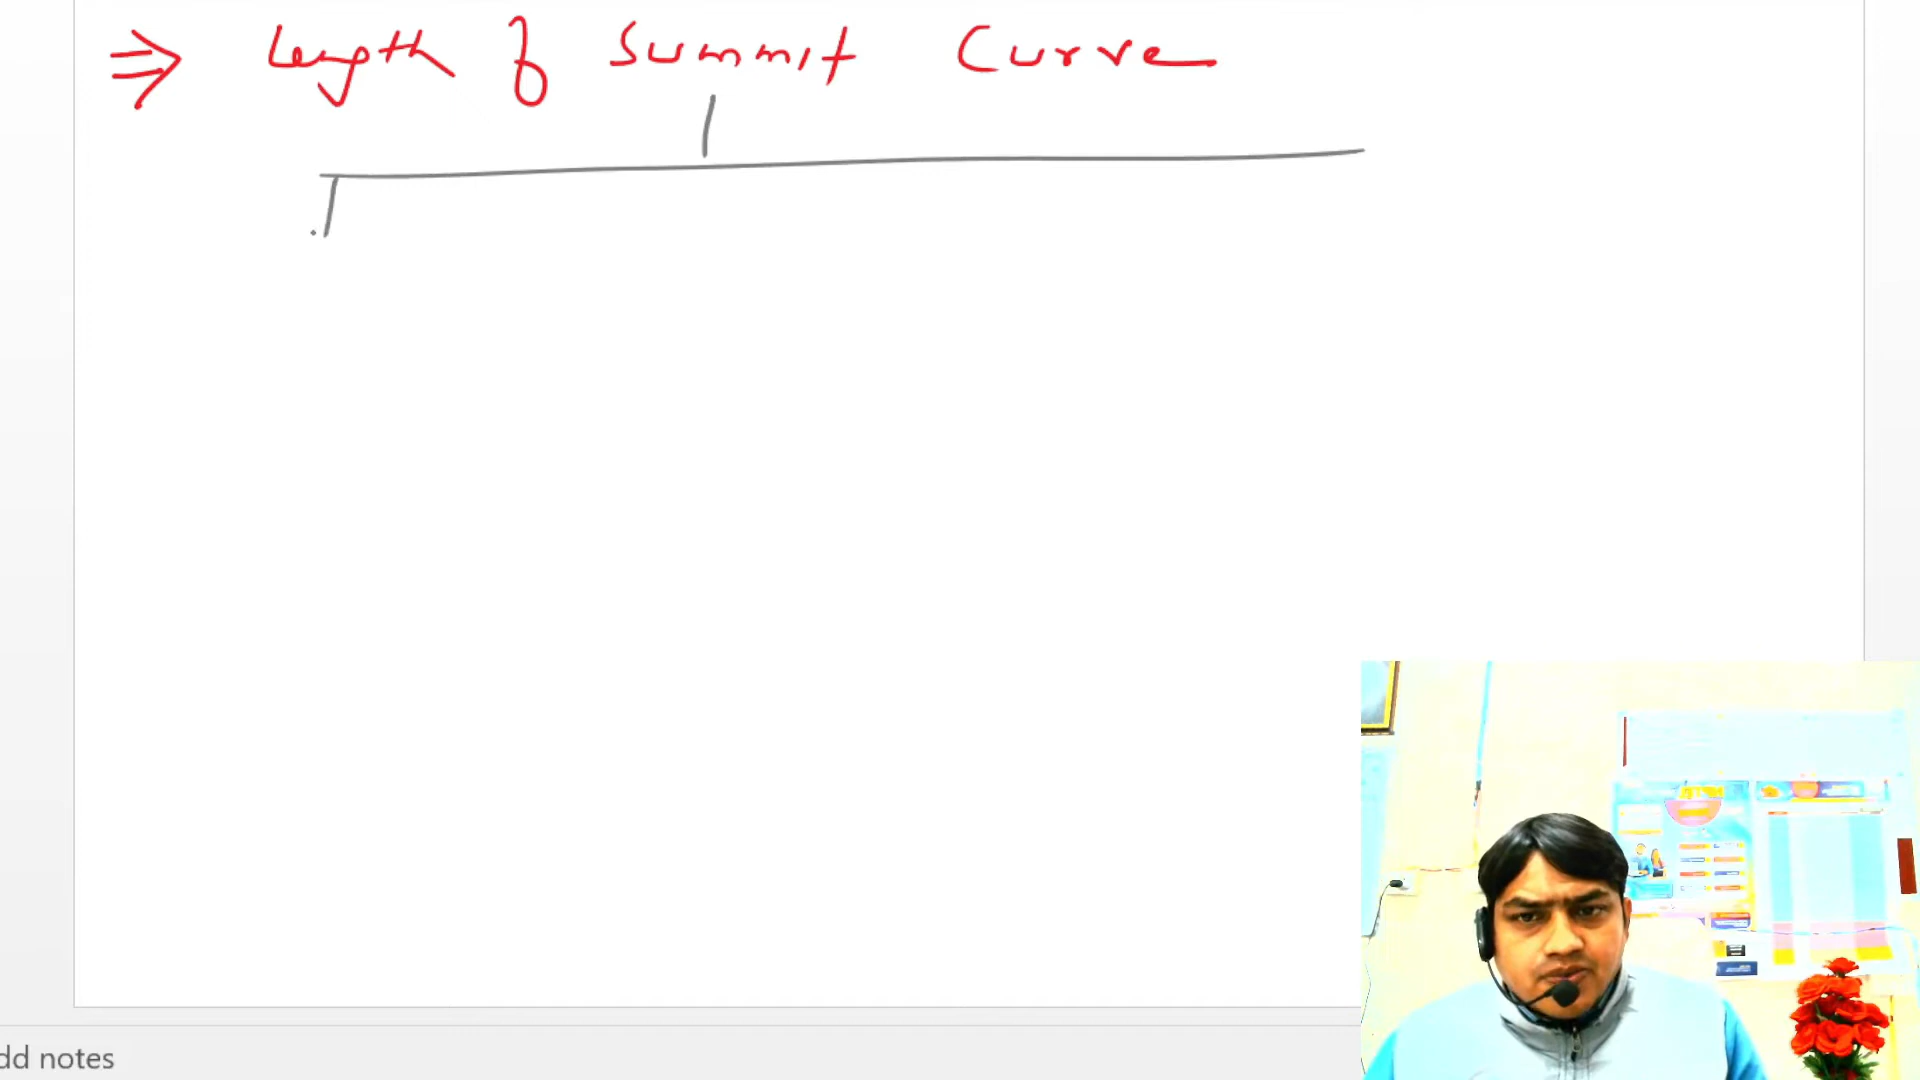 ⇒ Length of Summit Curve
dd notes